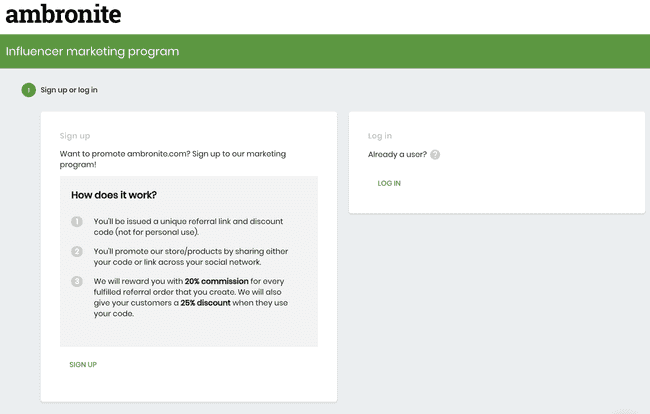 ambronite
Influencer marketing program
1 Sign up or log in
Sign up
Want to promote ambronite.com? Sign up to our marketing
program!
How does it work?
1 You'll be issued a unique referral link and discount
code (not for personal use).
2 You'll promote our store/products by sharing either
your code or link across your social network.
3 We will reward you with 20% commission for every
fulfilled referral order that you create. We will also
give your customers a 25% discount when they use
your code.
SIGN UP
Log in
Already a user? ?
LOG IN